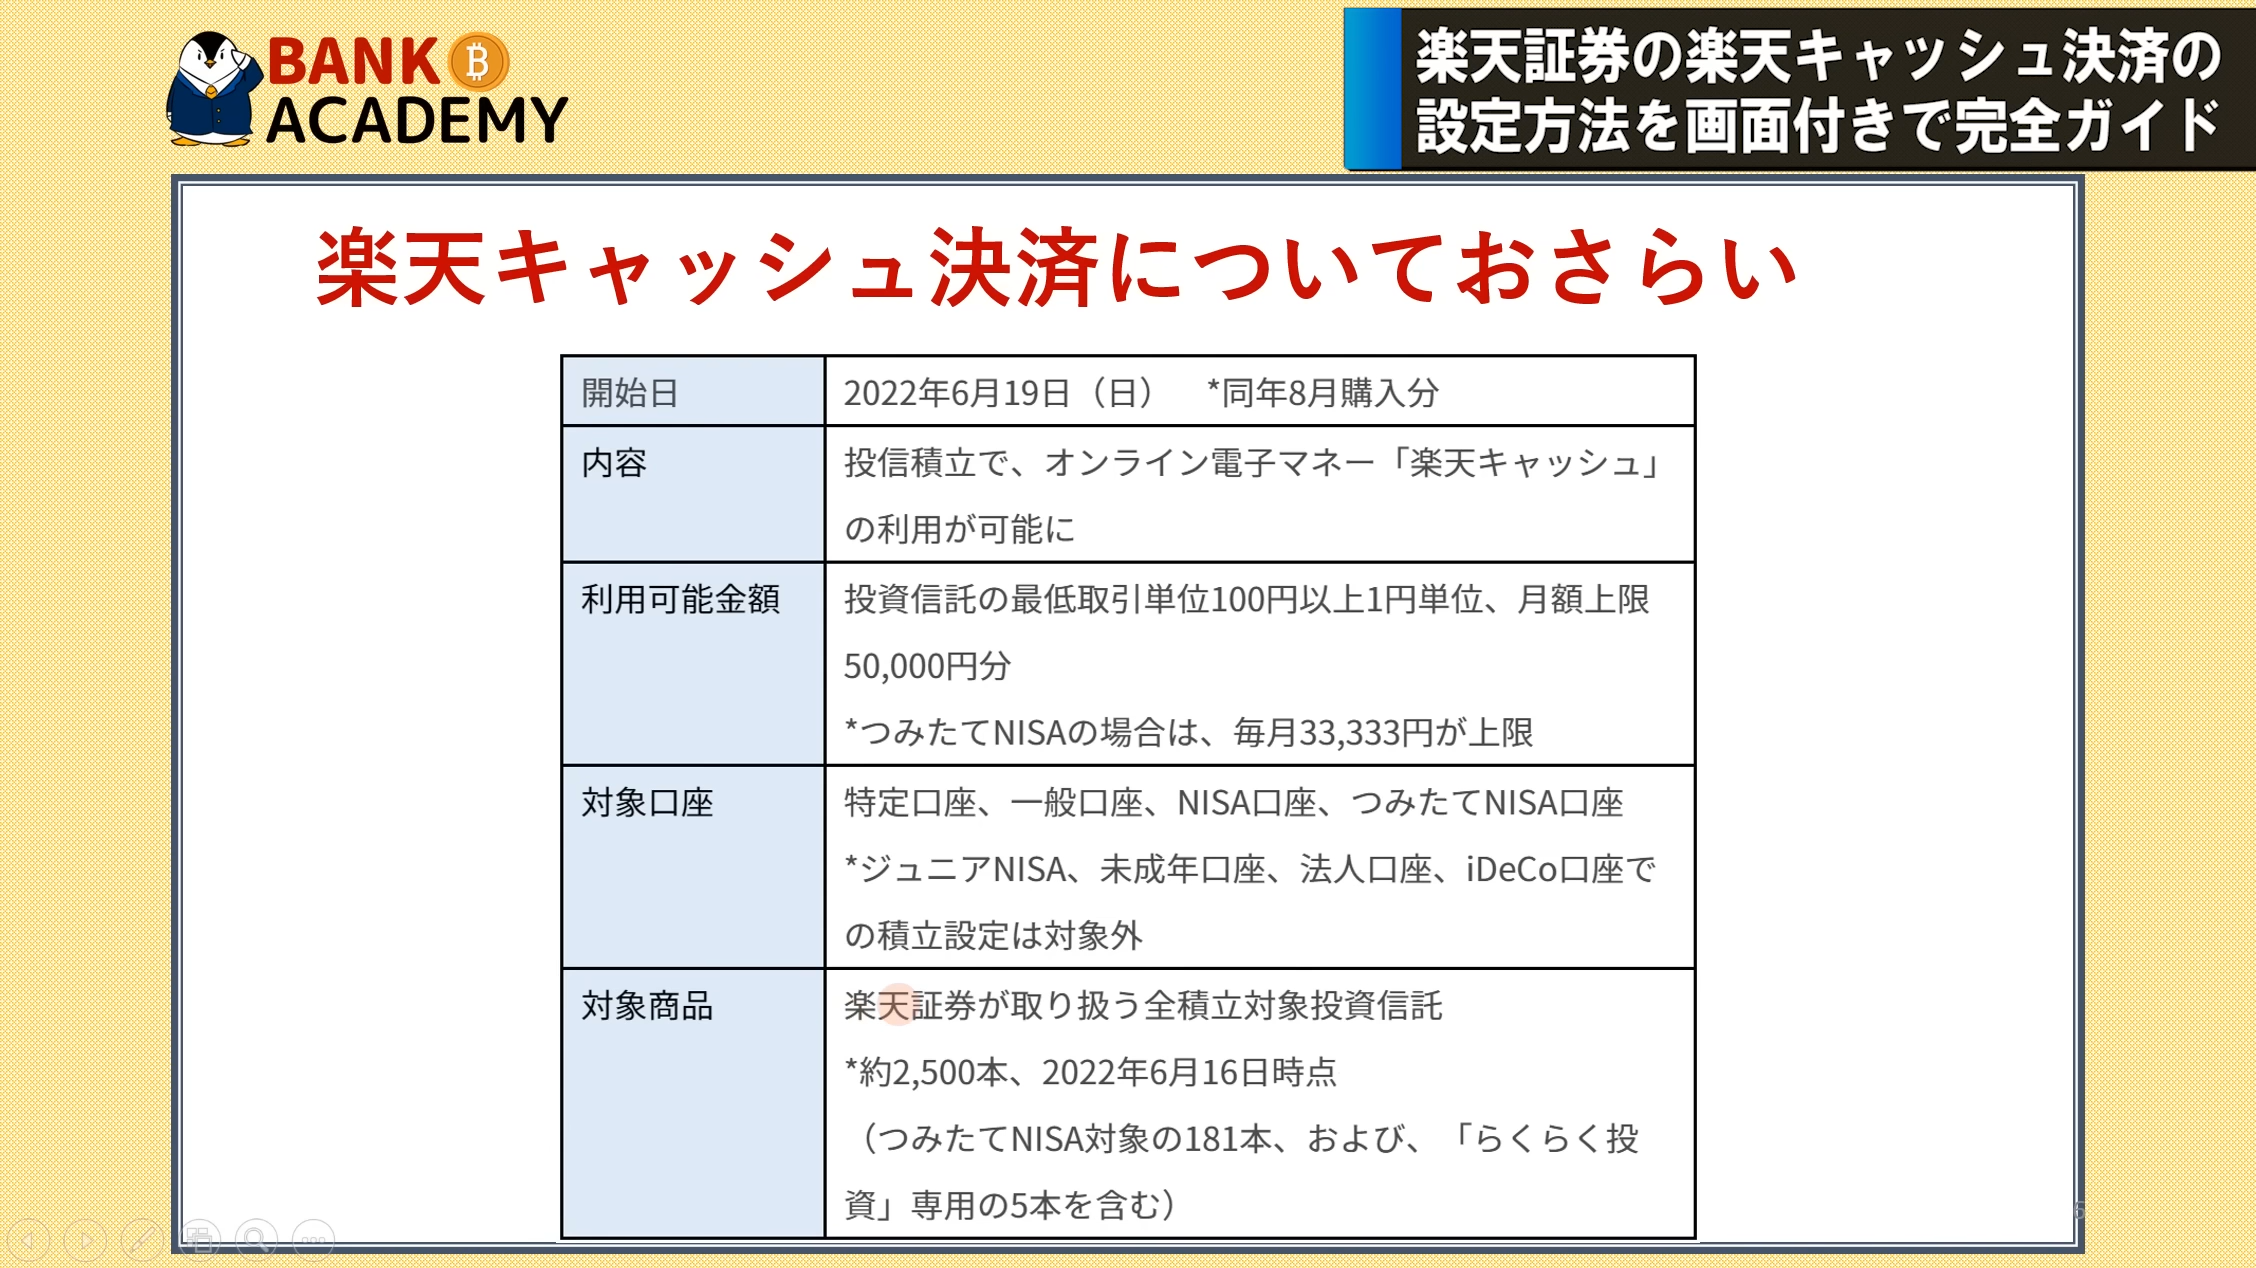 BANK
ACADEMY
楽天証券の楽天キャッシュ決済の
設定方法を画面付きで完全ガイド
楽天キャッシュ決済についておさらい
開始日
2022年6月19日（日）　*同年8月購入分
内容
投信積立で、オンライン電子マネー「楽天キャッシュ」
の利用が可能に
利用可能金額
投資信託の最低取引単位100円以上1円単位、月額上限
50,000円分
*つみたてNISAの場合は、毎月33,333円が上限
対象口座
特定口座、一般口座、NISA口座、つみたてNISA口座
*ジュニアNISA、未成年口座、法人口座、iDeCo口座で
の積立設定は対象外
対象商品
楽天証券が取り扱う全積立対象投資信託
*約2,500本、2022年6月16日時点
（つみたてNISA対象の181本、および、「らくらく投
資」専用の5本を含む）
6